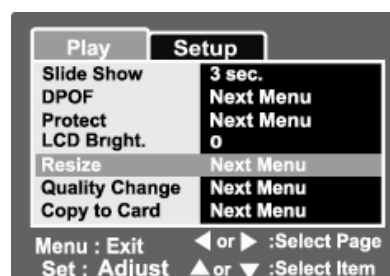 Play Setup
Slide Show 3 sec.
DPOF Next Menu
Protect Next Menu
LCD Bright. 0
Resize Next Menu
Quality Change Next Menu
Copy to Card Next Menu
Menu : Exit ◀ or ▶ :Select Page
Set : Adjust ▲ or ▼ :Select Item